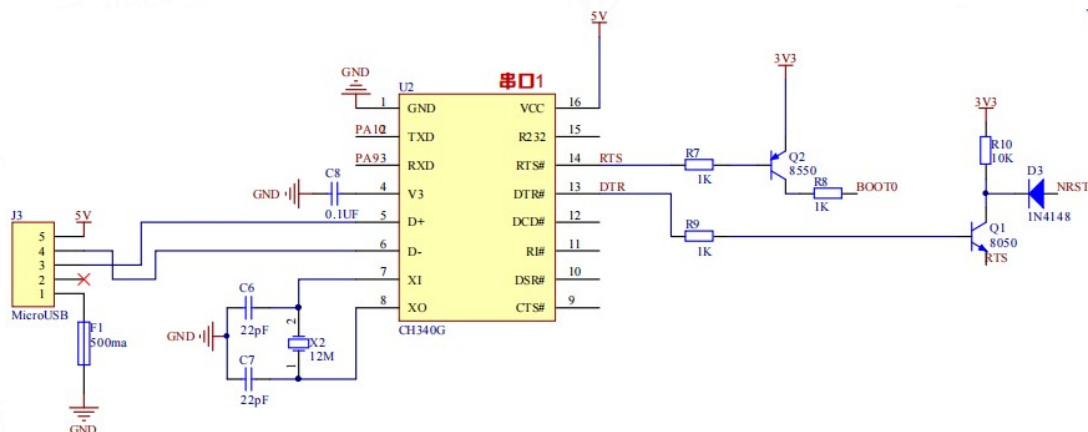 5V
GND
U2
串口1
3V3
1
GND
VCC
16
PA10
2
TXD
R232
15
3V3
R10
10K
PA9
3
RXD
RTS#
14
RTS
R7
1K
Q2
8550
D3
1N4148
NRST
GND
C8
0.1UF
4
V3
DTR#
13
DTR
R8
1K
BOOT0
J3
5V
5
D+
DCD#
12
R9
1K
Q1
8050
RTS
5
4
3
2
1
MicroUSB
6
D-
RI#
11
7
XI
DSR#
10
8
XO
CTS#
9
CH340G
C6
22pF
GND
2
X2
12M
1
C7
22pF
F1
500ma
GND